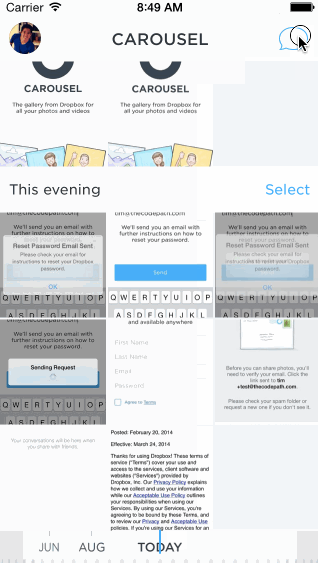 Carrier
8:49 AM
CAROUSEL
CAROUSEL
The gallery from Dropbox for
all your photos and videos
CAROUSEL
The gallery from Dropbox for
all your photos and videos
This evening
Select
tim@thecodepath.com
We'll send you an email with
further instructions on how to
Reset Password Email Sent
Please check your email for
instructions to reset your Dropbox
password.
OK
Q W E R T Y U I O P
A S D F G H J K L
tim@thecodepath.com
We'll send you an email with
further instructions on how to
reset your password.
Send
Q W E R T Y U I O P
A S D F G H J K L
tim@thecodepath.com
Reset Password Email Sent
Please check your email for
instructions to reset your Dropbox
password.
OK
Q W E R T Y U I O P
A S D F G H J K L
We'll send you an email with
further instructions on how to
reset your password.
Sending Request
Q W E R T Y U I O P
A S D F G H J K L
and available anywhere
First Name
Last Name
Email
Password
Agree to Terms
Before you can share photos, you'll
need to verify your email. Click the
link sent to tim
+test@thecodepath.com
Please check your spam folder or
request a new one if you don't see it.
Your conversations will be here when
you share with friends.
Posted: February 20, 2014
Effective: March 24, 2014
Thanks for using Dropbox! These terms of
service ("Terms") cover your use and
access to the services, client software and
websites ("Services") provided by
Dropbox, Inc. Our Privacy Policy explains
how we collect and use your information
while our Acceptable Use Policy outlines
your responsibilities when using our
Services. By using our Services, you're
agreeing to be bound by these Terms, and
to review our Privacy and Acceptable Use
policies. If you're using our Services for an
JUN
AUG
TODAY